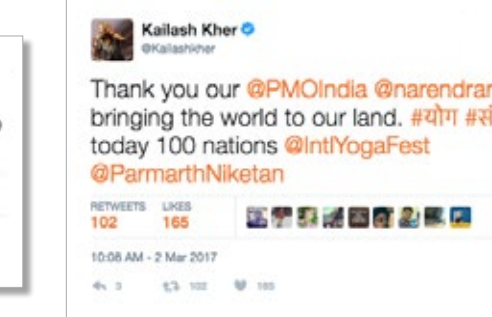 Kailash Kher
@Kailashkher
Thank you our @PMOIndia
bringing the world to our land. #योग
today 100 nations @IntlYogaFest
@ParmarthNiketan
RETWEETS LIKES
102 165
10:08 AM - 2 Mar 2017
3 102 165